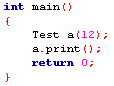 int main()
{
    Test a(12);
    a.print();
    return 0;
}